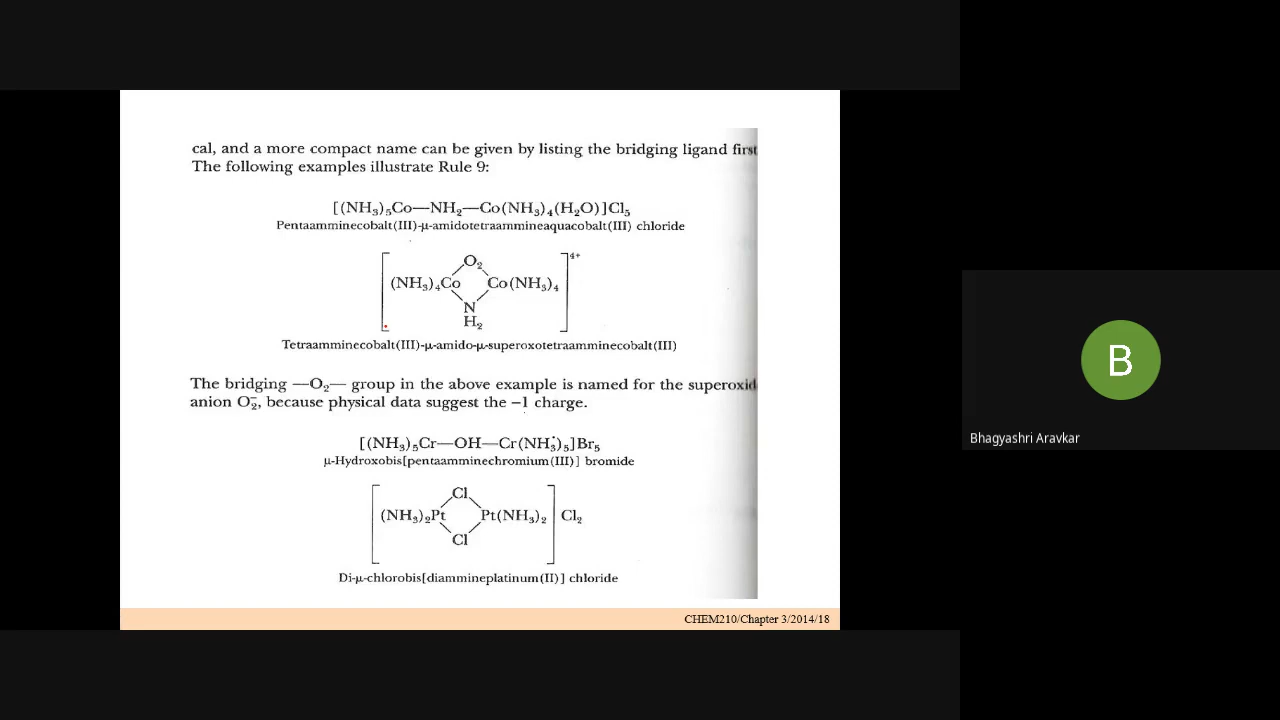 cal, and a more compact name can be given by listing the bridging ligand first
The following examples illustrate Rule 9:
[(NH₃)₅Co—NH₂—Co(NH₃)₄(H₂O)]Cl₅
Pentaamminecobalt(III)-μ-amidotetraammineaquacobalt(III) chloride
4+
O₂
(NH₃)₄Co Co(NH₃)₄
N
H₂
Tetraamminecobalt(III)-μ-amido-μ-superoxotetraamminecobalt(III)
The bridging —O₂— group in the above example is named for the
anion O₂⁻, because physical data suggest the −1 charge.
[(NH₃)₅Cr—OH—Cr(NH₃)₅]Br₅
μ-Hydroxobis[pentaamminechromium(III)] bromide
Cl
(NH₃)₂Pt Pt(NH₃)₂ Cl₂
Cl
Di-μ-chlorobis[diammineplatinum(II)] chloride
CHEM210/Chapter 3/2014/18
B
Bhagyashri Aravkar